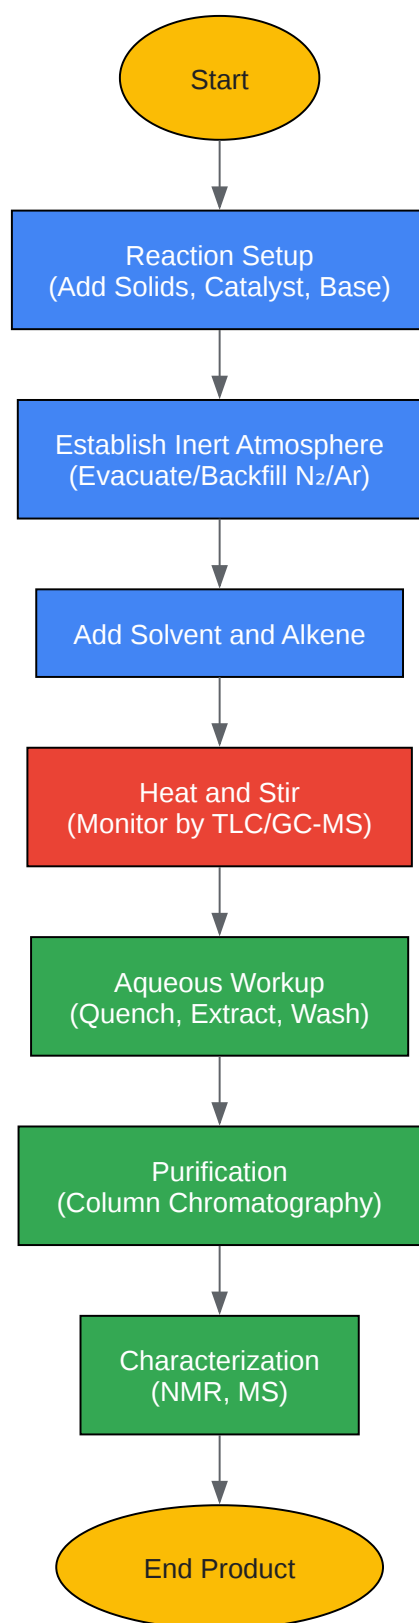 Start
Reaction Setup
(Add Solids, Catalyst, Base)
Establish Inert Atmosphere
(Evacuate/Backfill N₂/Ar)
Add Solvent and Alkene
Heat and Stir
(Monitor by TLC/GC-MS)
Aqueous Workup
(Quench, Extract, Wash)
Purification
(Column Chromatography)
Characterization
(NMR, MS)
End Product